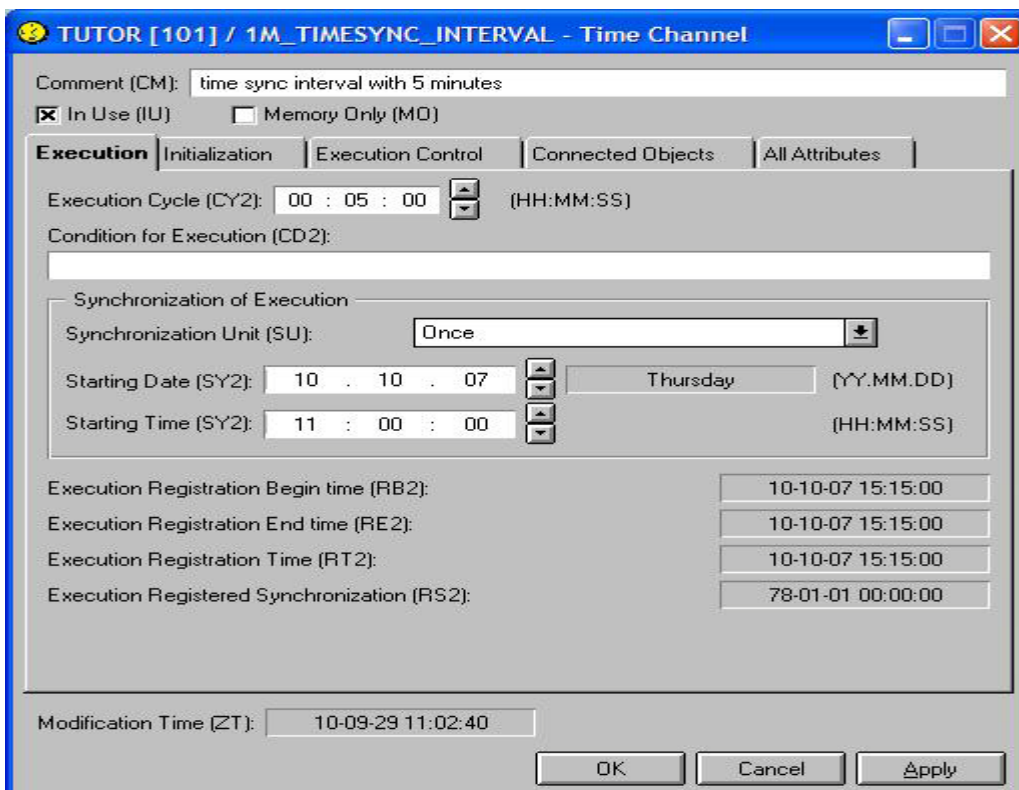 TUTOR [101] / 1M_TIMESYNC_INTERVAL - Time Channel
Comment (CM): time sync interval with 5 minutes
In Use (IU) Memory Only (MO)
Execution Initialization Execution Control Connected Objects All Attributes
Execution Cycle (CY2): 00 : 05 : 00 (HH:MM:SS)
Condition for Execution (CD2):
Synchronization of Execution
Synchronization Unit (SU): Once
Starting Date (SY2): 10 . 10 . 07 Thursday (YY.MM.DD)
Starting Time (SY2): 11 : 00 : 00 (HH:MM:SS)
Execution Registration Begin time (RB2): 10-10-07 15:15:00
Execution Registration End time (RE2): 10-10-07 15:15:00
Execution Registration Time (RT2): 10-10-07 15:15:00
Execution Registered Synchronization (RS2): 78-01-01 00:00:00
Modification Time (ZT): 10-09-29 11:02:40
OK Cancel Apply